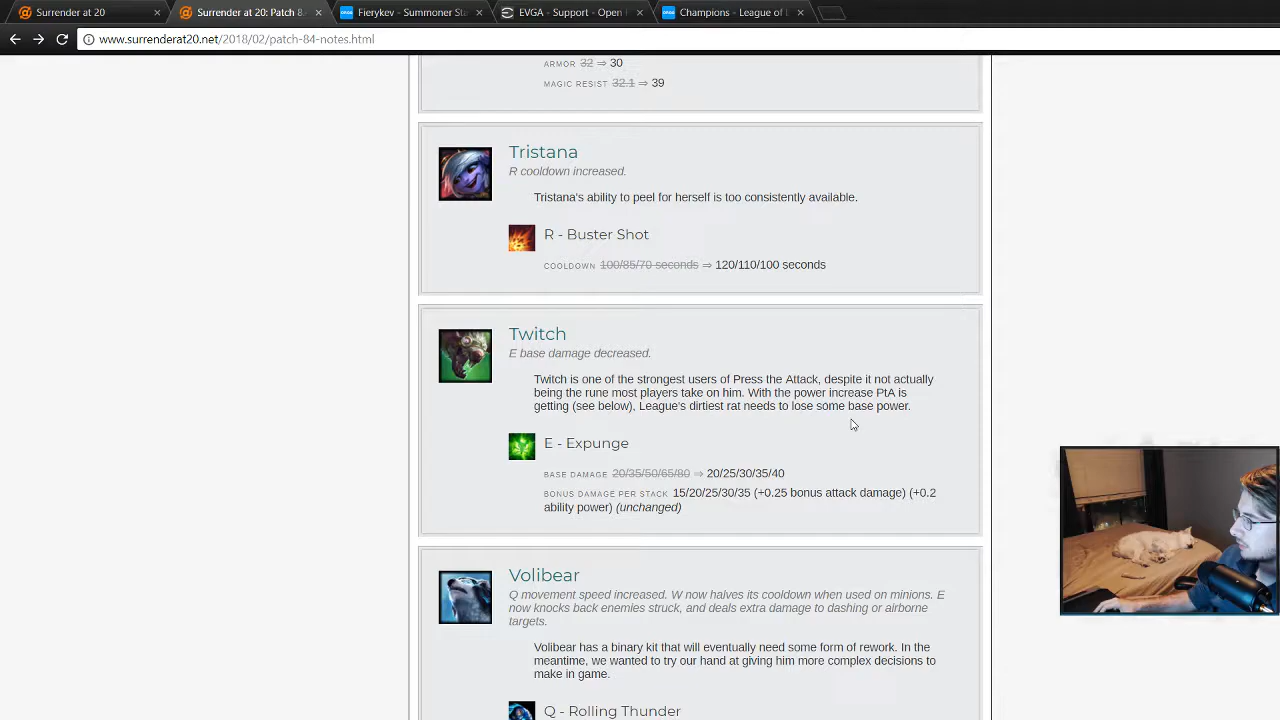 Surrender at 20
Surrender at 20: Patch 8.
Fierykev - Summoner Sta
EVGA - Support - Open
Champions - League of L
www.surrenderat20.net/2018/02/patch-84-notes.html
ARMOR 32 ⇒ 30
MAGIC RESIST 32.1 ⇒ 39
Tristana
R cooldown increased.
Tristana's ability to peel for herself is too consistently available.
R - Buster Shot
COOLDOWN 100/85/70 seconds ⇒ 120/110/100 seconds
Twitch
E base damage decreased.
Twitch is one of the strongest users of Press the Attack, despite it not actually
being the rune most players take on him. With the power increase PtA is
getting (see below), League's dirtiest rat needs to lose some base power.
E - Expunge
BASE DAMAGE 20/35/50/65/80 ⇒ 20/25/30/35/40
BONUS DAMAGE PER STACK 15/20/25/30/35 (+0.25 bonus attack damage) (+0.2
ability power) (unchanged)
Volibear
Q movement speed increased. W now halves its cooldown when used on minions. E
now knocks back enemies struck, and deals extra damage to dashing or airborne
targets.
Volibear has a binary kit that will eventually need some form of rework. In the
meantime, we wanted to try our hand at giving him more complex decisions to
make in game.
Q - Rolling Thunder